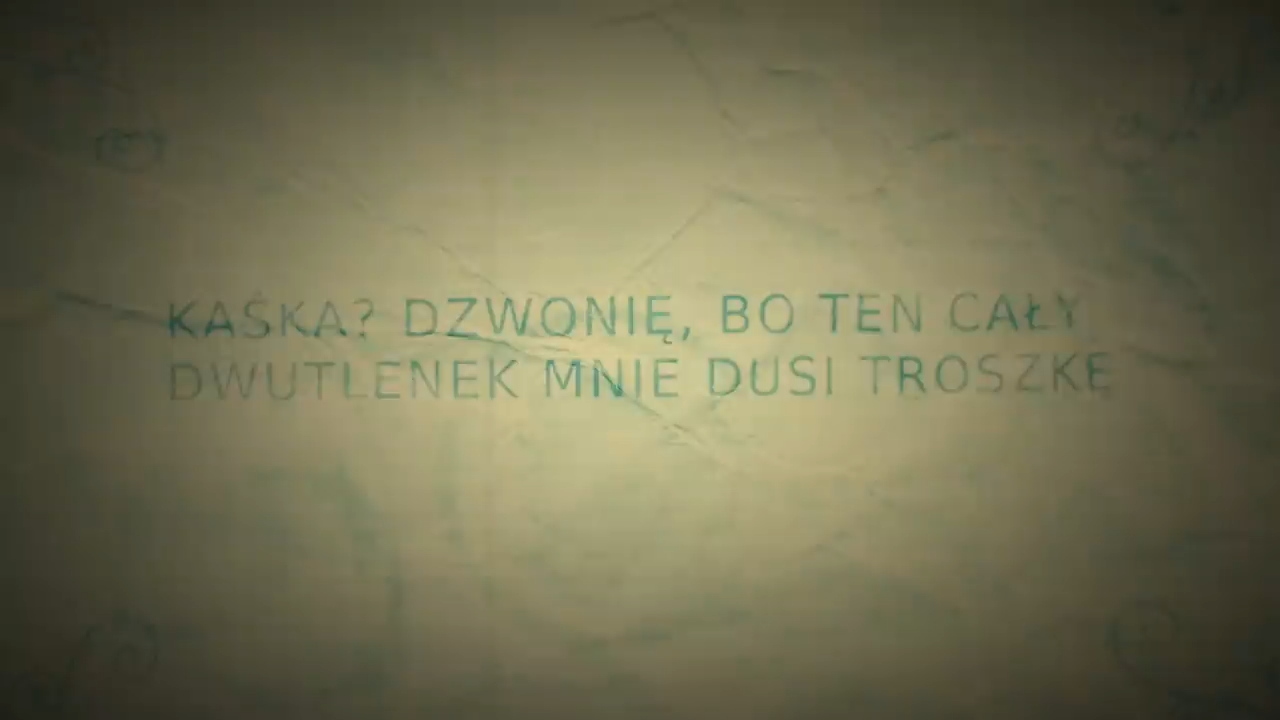 KAŚKA? DZWONIĘ, BO TEN CAŁY
DWUTLENEK MNIE DUSI TROSZKĘ